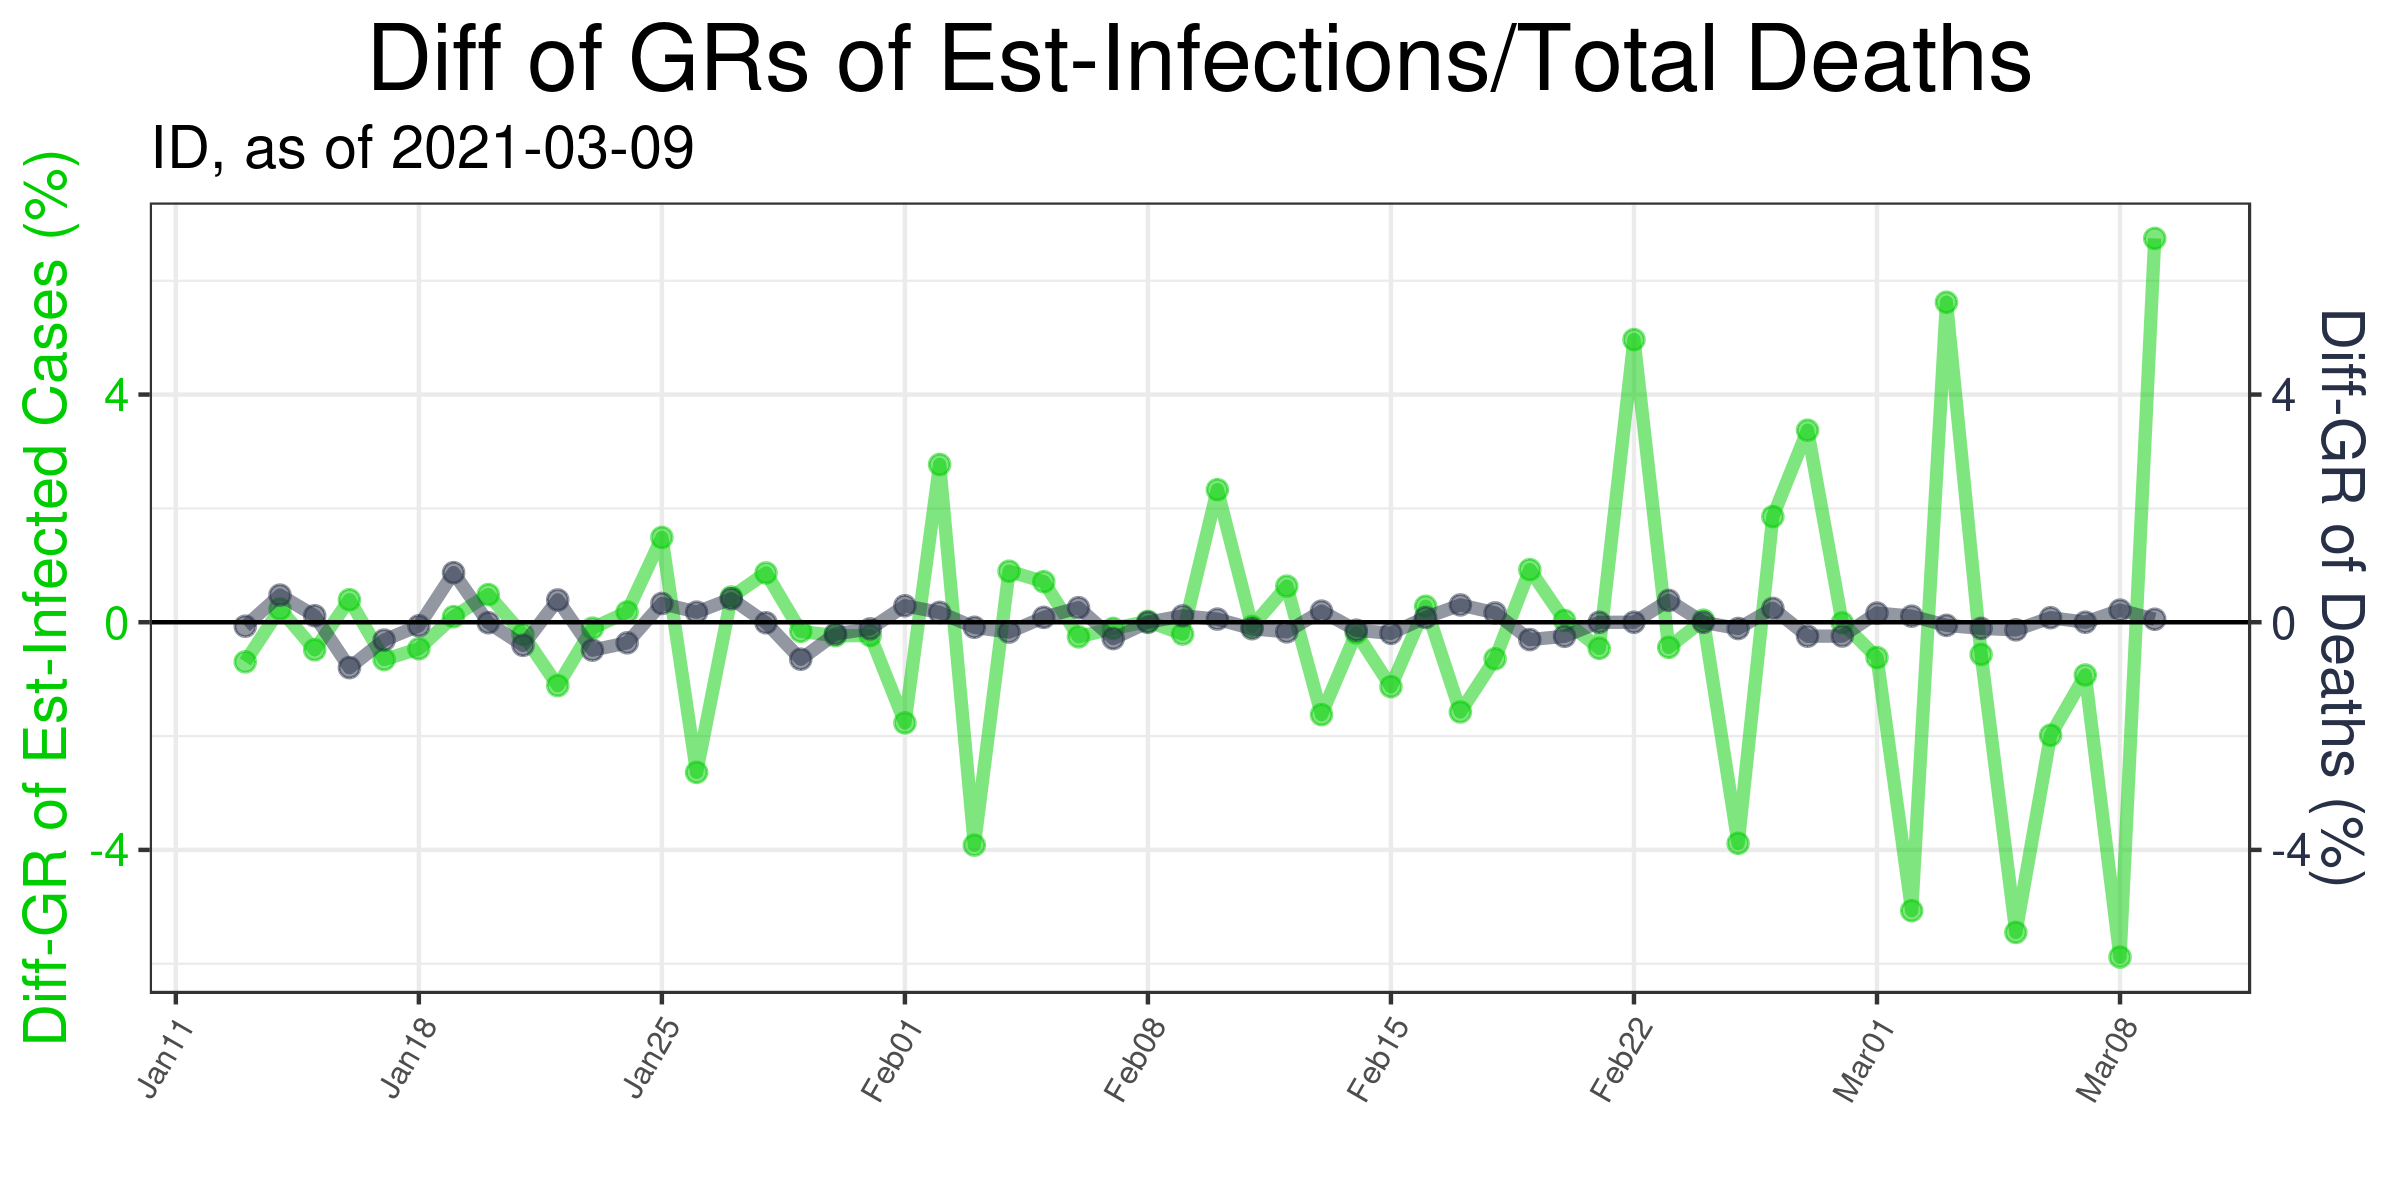 Diff of GRs of Est-Infections/Total Deaths
ID, as of 2021-03-09
Diff-GR of Est-Infected Cases (%)
4
0
-4
4
0
-4
Diff-GR of Deaths (%)
Jan11
Jan18
Jan25
Feb01
Feb08
Feb15
Feb22
Mar01
Mar08